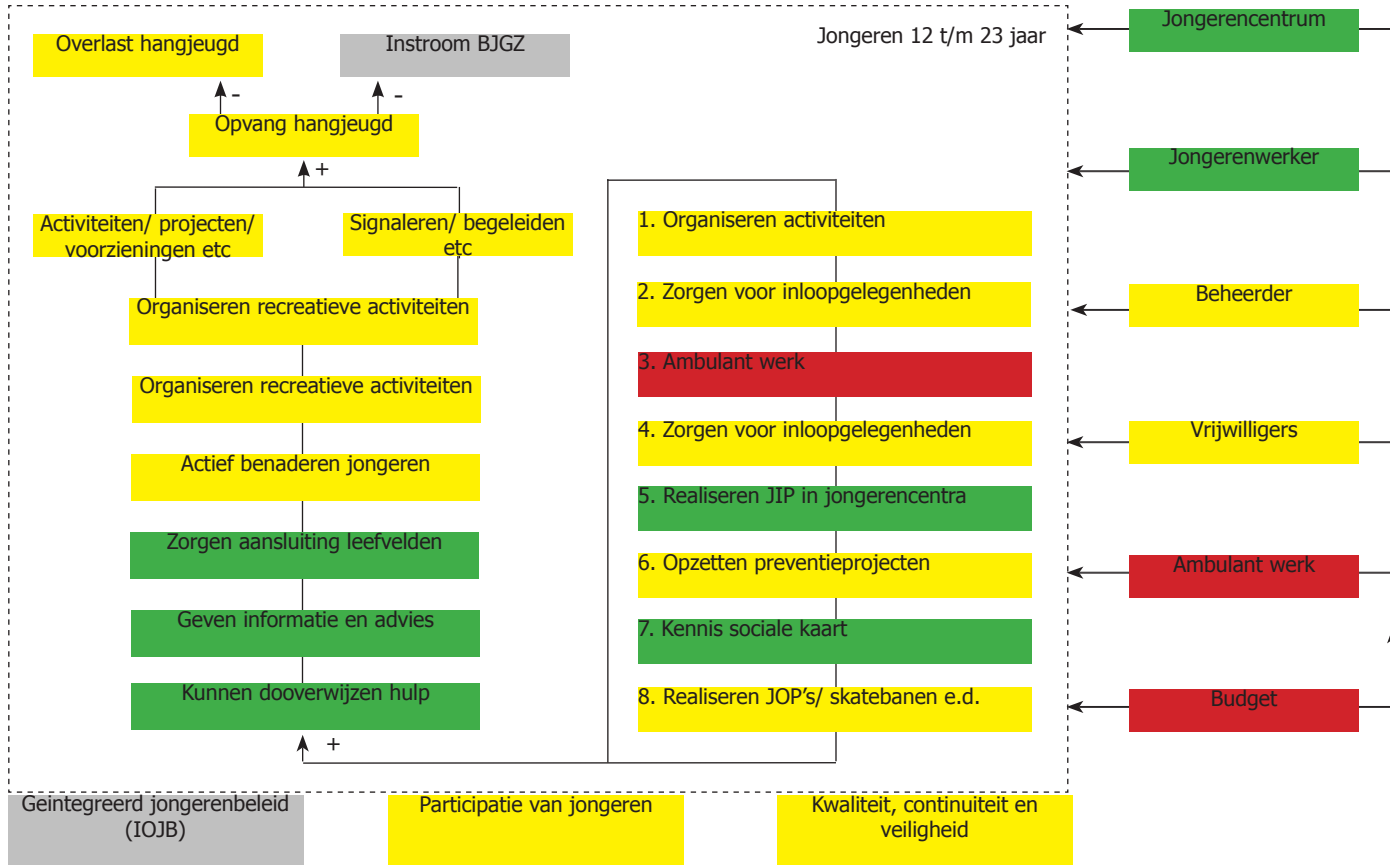 Jongeren 12 t/m 23 jaar
Overlast hangjeugd
Instroom BJGZ
-
-
Opvang hangjeugd
+
Activiteiten/ projecten/
voorzieningen etc
Signaleren/ begeleiden
etc
Organiseren recreatieve activiteiten
Organiseren recreatieve activiteiten
Actief benaderen jongeren
Zorgen aansluiting leefvelden
Geven informatie en advies
Kunnen dooverwijzen hulp
+
1. Organiseren activiteiten
2. Zorgen voor inloopgelegenheden
3. Ambulant werk
4. Zorgen voor inloopgelegenheden
5. Realiseren JIP in jongerencentra
6. Opzetten preventieprojecten
7. Kennis sociale kaart
8. Realiseren JOP's/ skatebanen e.d.
Jongerencentrum
Jongerenwerker
Beheerder
Vrijwilligers
Ambulant werk
Budget
Geintegreerd jongerenbeleid
(IOJB)
Participatie van jongeren
Kwaliteit, continuiteit en
veiligheid